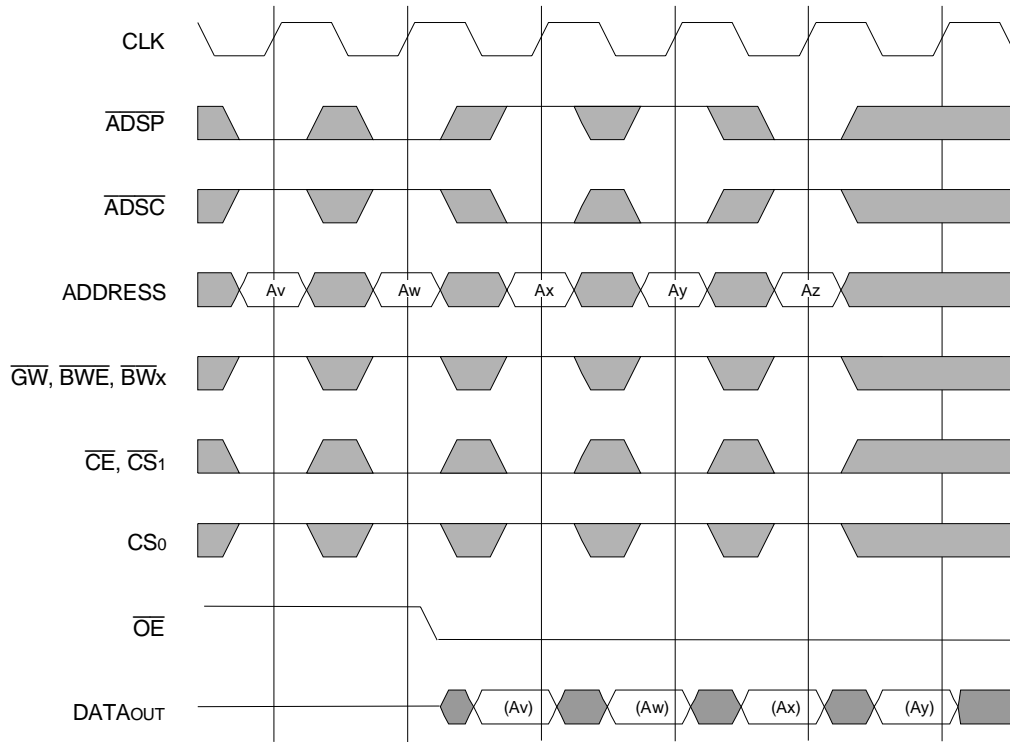 CLK
ADSP
ADSC
ADDRESS Av Aw Ax Ay Az
GW, BWE, BWx
CE, CS1
CS0
OE
DATAOUT (Av) (Aw) (Ax) (Ay)